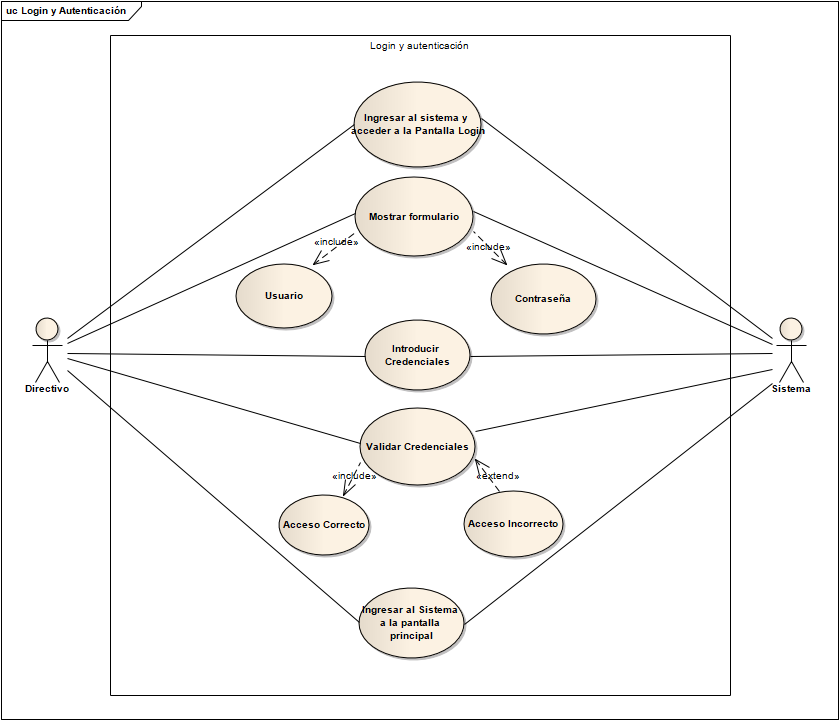 uc Login y Autenticación
Login y autenticación
Ingresar al sistema y
acceder a la Pantalla Login
Mostrar formulario
«include»
«include»
Usuario
Contraseña
Introducir
Credenciales
Directivo
Sistema
Validar Credenciales
«include»
«extend»
Acceso Correcto
Acceso Incorrecto
Ingresar al Sistema
a la pantalla
principal